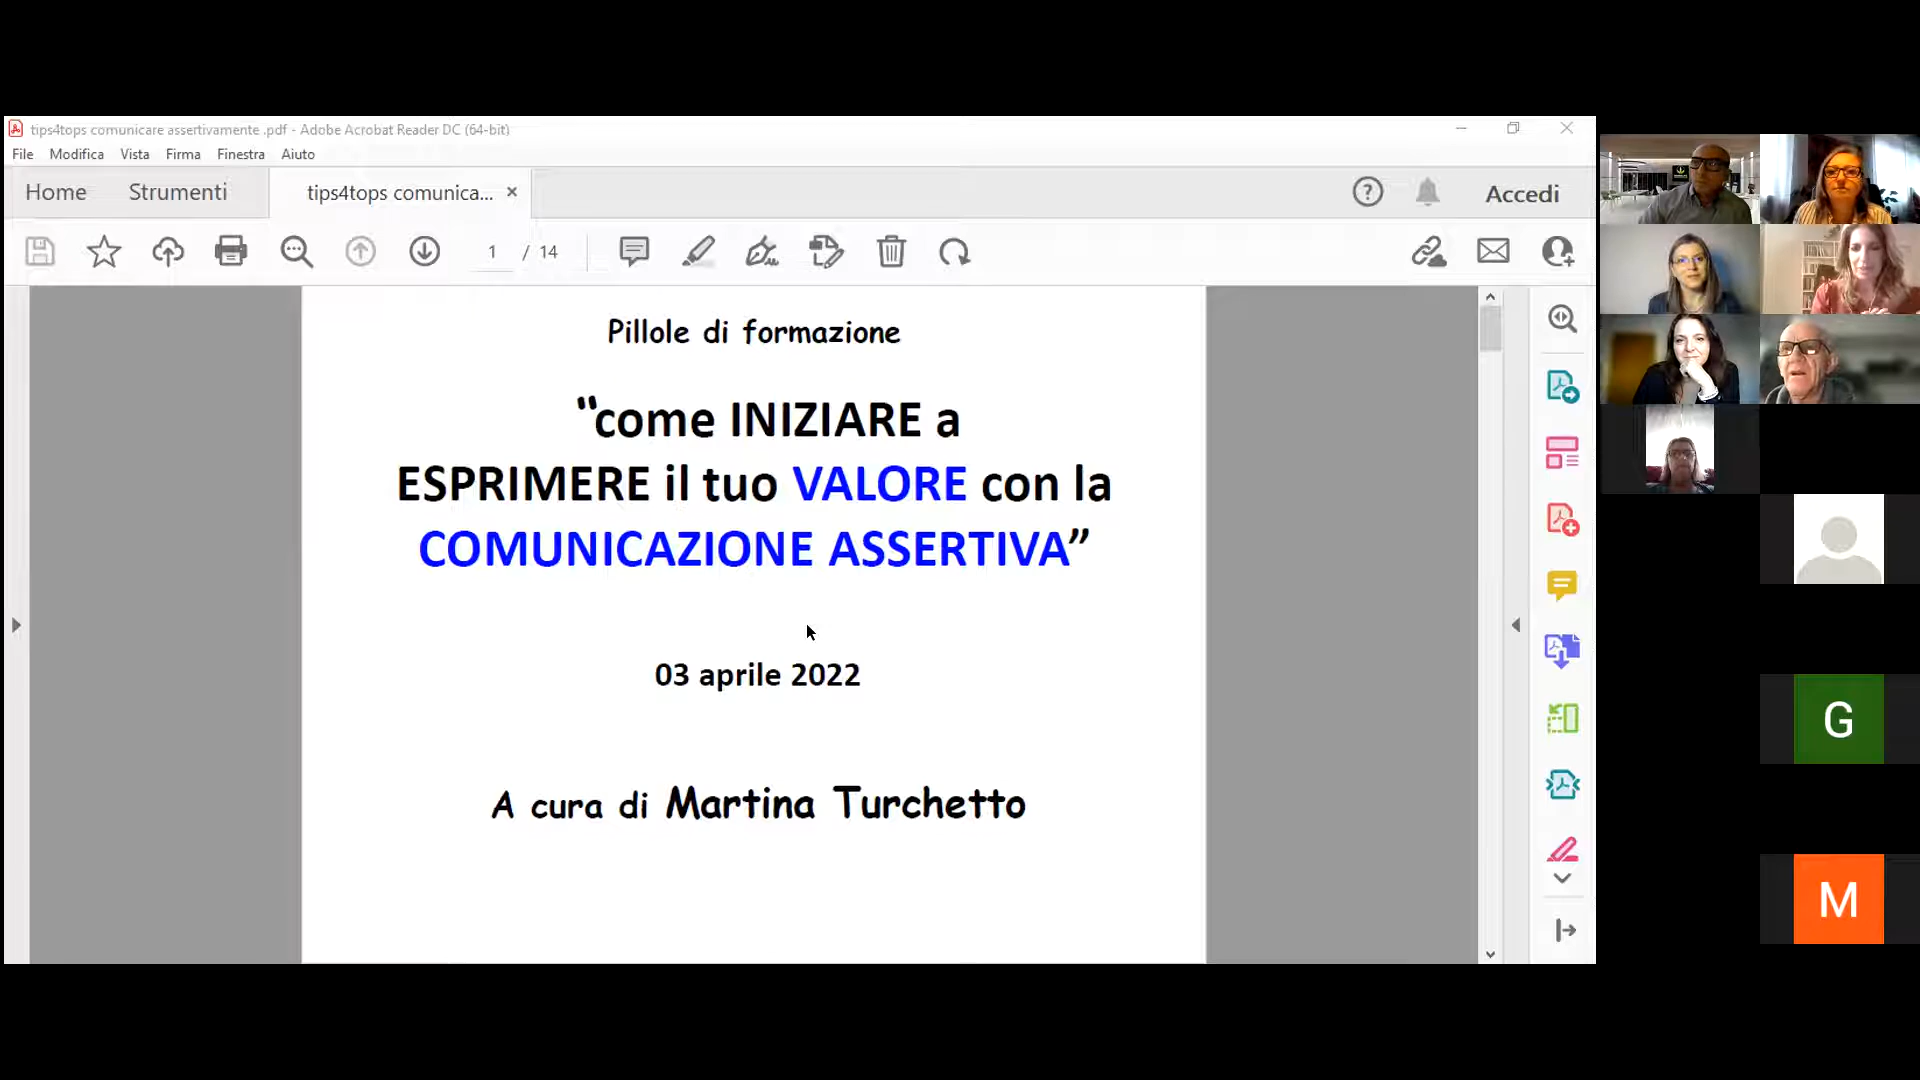 tips4tops comunicare assertivamente .pdf - Adobe Acrobat Reader DC (64-bit)
File Modifica Vista Firma Finestra Aiuto
Home Strumenti tips4tops comunica... × Accedi
1 / 14
Pillole di formazione
“come INIZIARE a
ESPRIMERE il tuo VALORE con la
COMUNICAZIONE ASSERTIVA”
03 aprile 2022
A cura di Martina Turchetto
G
M